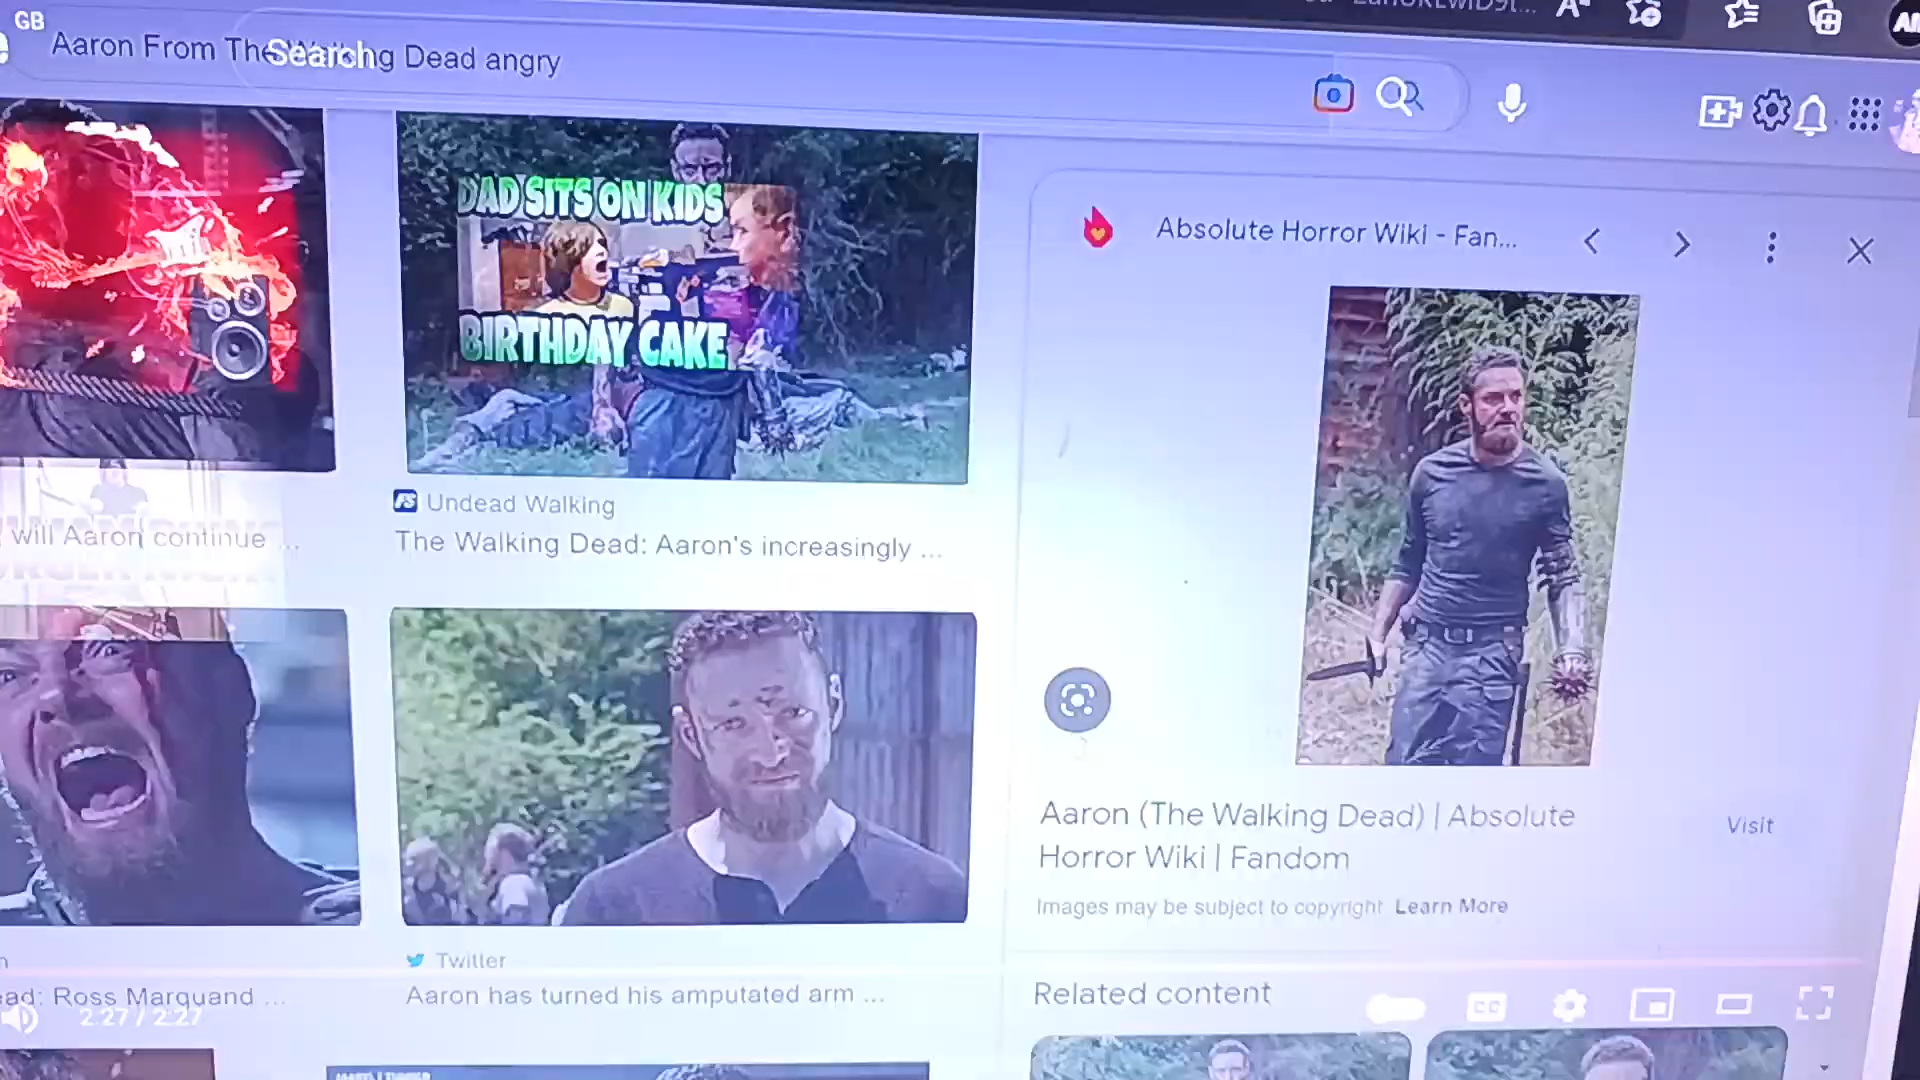 GB
Aaron From The Walking Dead angry
Search
DAD SITS ON KIDS
BIRTHDAY CAKE
Absolute Horror Wiki - Fan...
will Aaron continue ...
Undead Walking
The Walking Dead: Aaron's increasingly ...
Aaron (The Walking Dead) | Absolute
Horror Wiki | Fandom
Visit
Images may be subject to copyright Learn More
Twitter
ead: Ross Marquand ...
Aaron has turned his amputated arm ...
Related content
2:27 / 2:27
CC